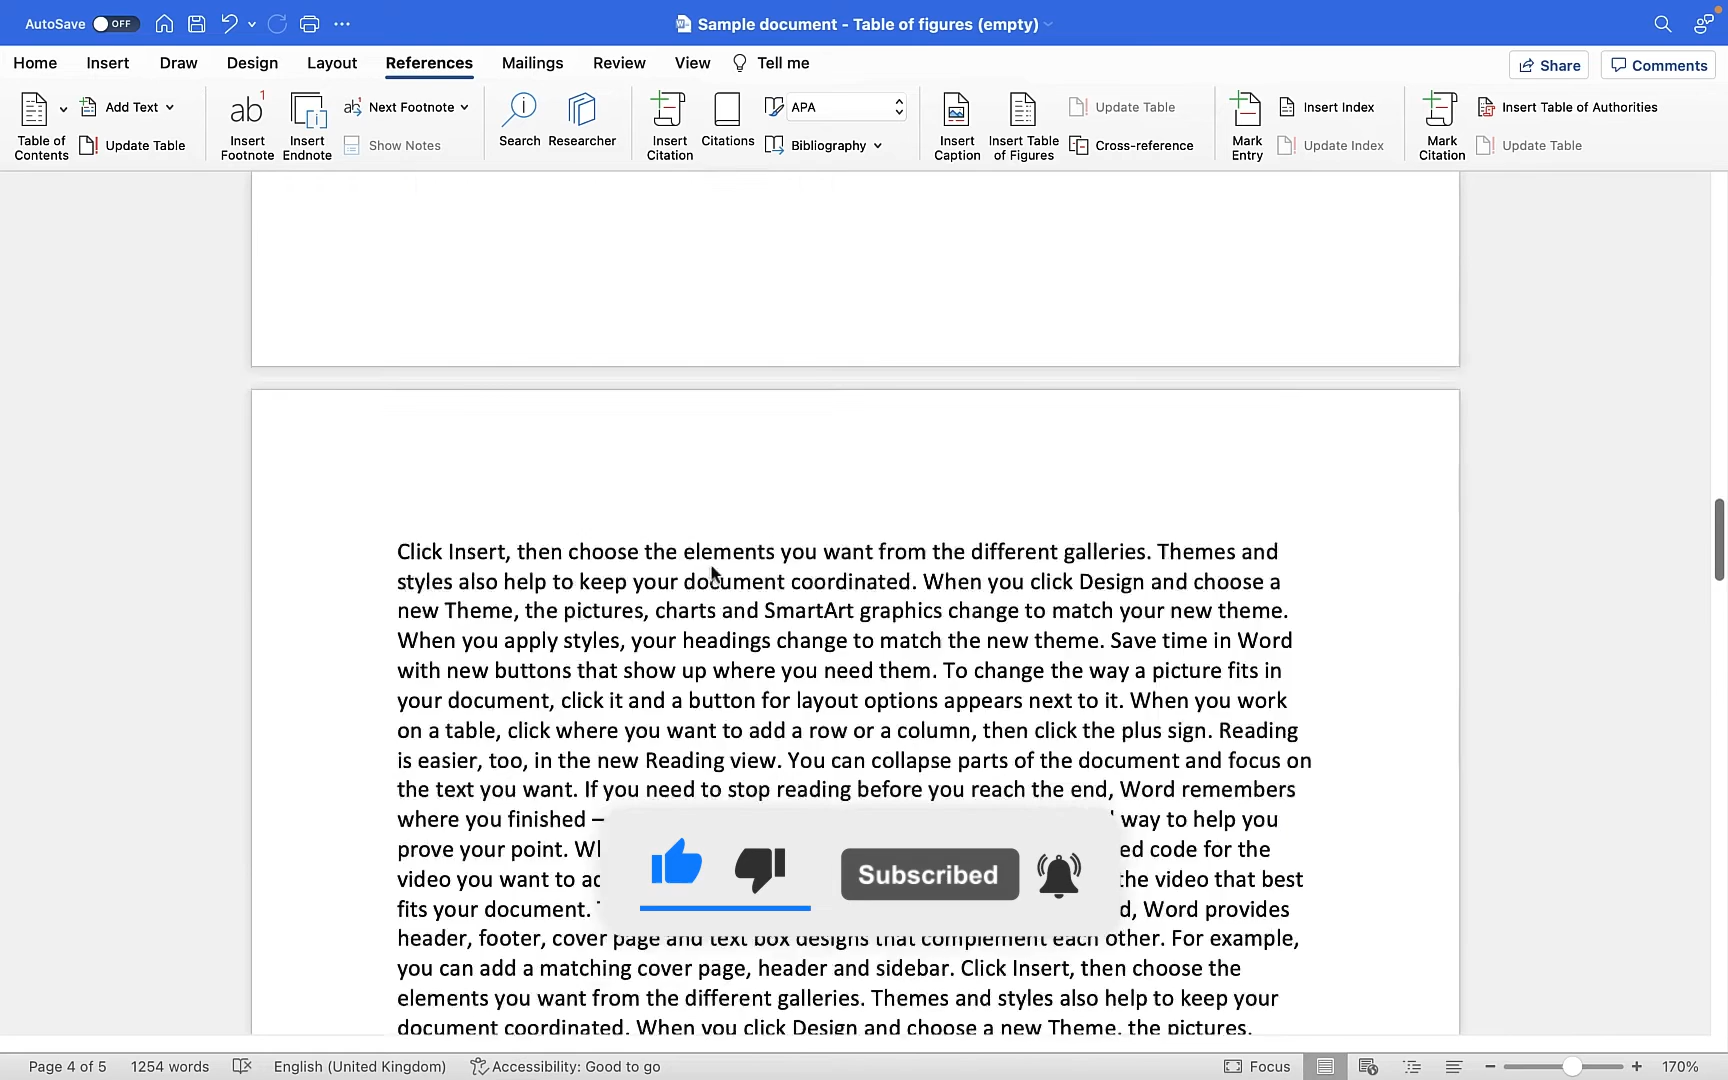 AutoSave OFF
Sample document - Table of figures (empty)
Home Insert Draw Design Layout References Mailings Review View Tell me
Share Comments
Table of Contents
Add Text
Update Table
Insert Footnote
Insert Endnote
Next Footnote
Show Notes
Search
Researcher
Insert Citation
Citations
APA
Bibliography
Insert Caption
Insert Table of Figures
Update Table
Cross-reference
Mark Entry
Insert Index
Update Index
Mark Citation
Insert Table of Authorities
Update Table
Click Insert, then choose the elements you want from the different galleries. Themes and
styles also help to keep your document coordinated. When you click Design and choose a
new Theme, the pictures, charts and SmartArt graphics change to match your new theme.
When you apply styles, your headings change to match the new theme. Save time in Word
with new buttons that show up where you need them. To change the way a picture fits in
your document, click it and a button for layout options appears next to it. When you work
on a table, click where you want to add a row or a column, then click the plus sign. Reading
is easier, too, in the new Reading view. You can collapse parts of the document and focus on
the text you want. If you need to stop reading before you reach the end, Word remembers
where you finished – way to help you
prove your point. ed code for the
video you want to the video that best
fits your document. d, Word provides
header, footer, cover page and text box designs that complement each other. For example,
you can add a matching cover page, header and sidebar. Click Insert, then choose the
elements you want from the different galleries. Themes and styles also help to keep your
document coordinated. When you click Design and choose a new Theme, the pictures,
Subscribed
Page 4 of 5 1254 words English (United Kingdom) Accessibility: Good to go Focus 170%